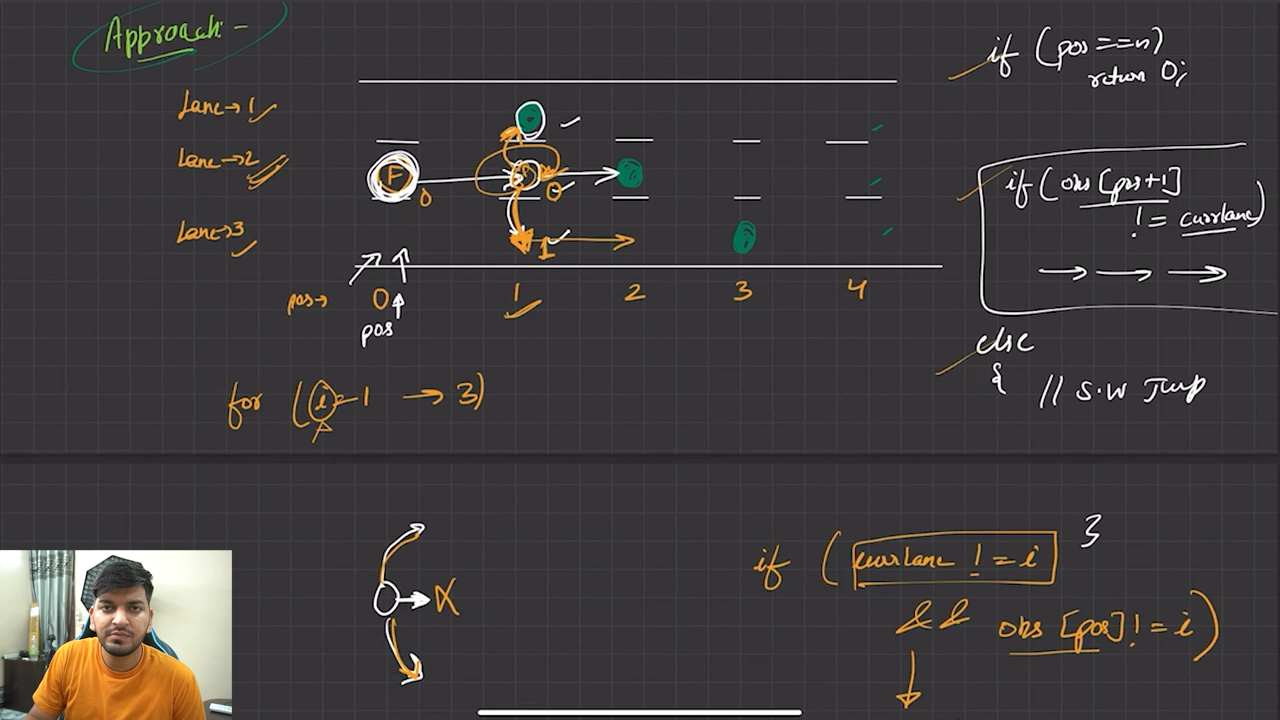 Approach -
if (pos==n)
return 0;
Lane→1
Lane→2
Lane→3
F
0
0
1
if (obs[pos+1]
!= currlane)
pos→ 0 1 2 3 4
pos
else
{ // S.W Jump
for (i=1 → 3)
}
if (currlane != i
&& obs[pos] != i)
X